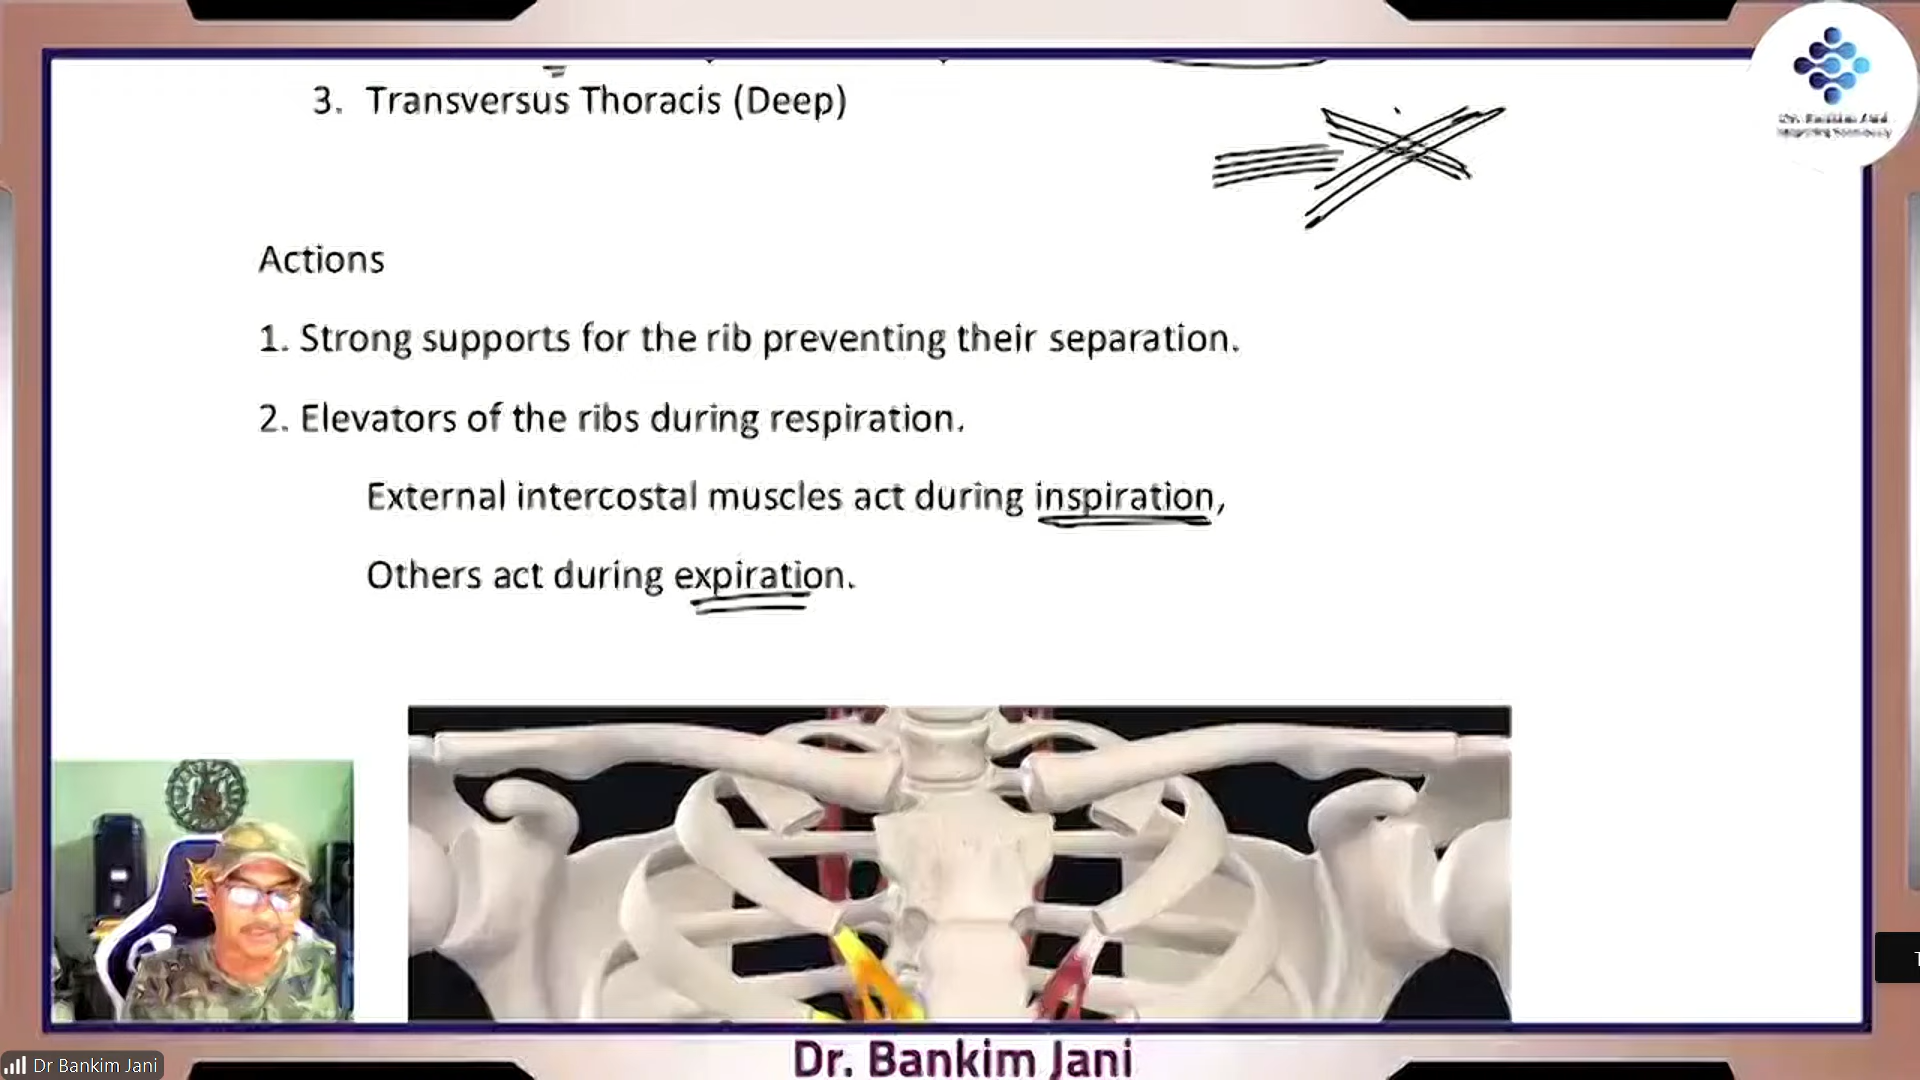 3. Transversus Thoracis (Deep)
Actions
1. Strong supports for the rib preventing their separation.
2. Elevators of the ribs during respiration.
External intercostal muscles act during inspiration,
Others act during expiration.
Dr. Bankim Jani
Dr Bankim Jani